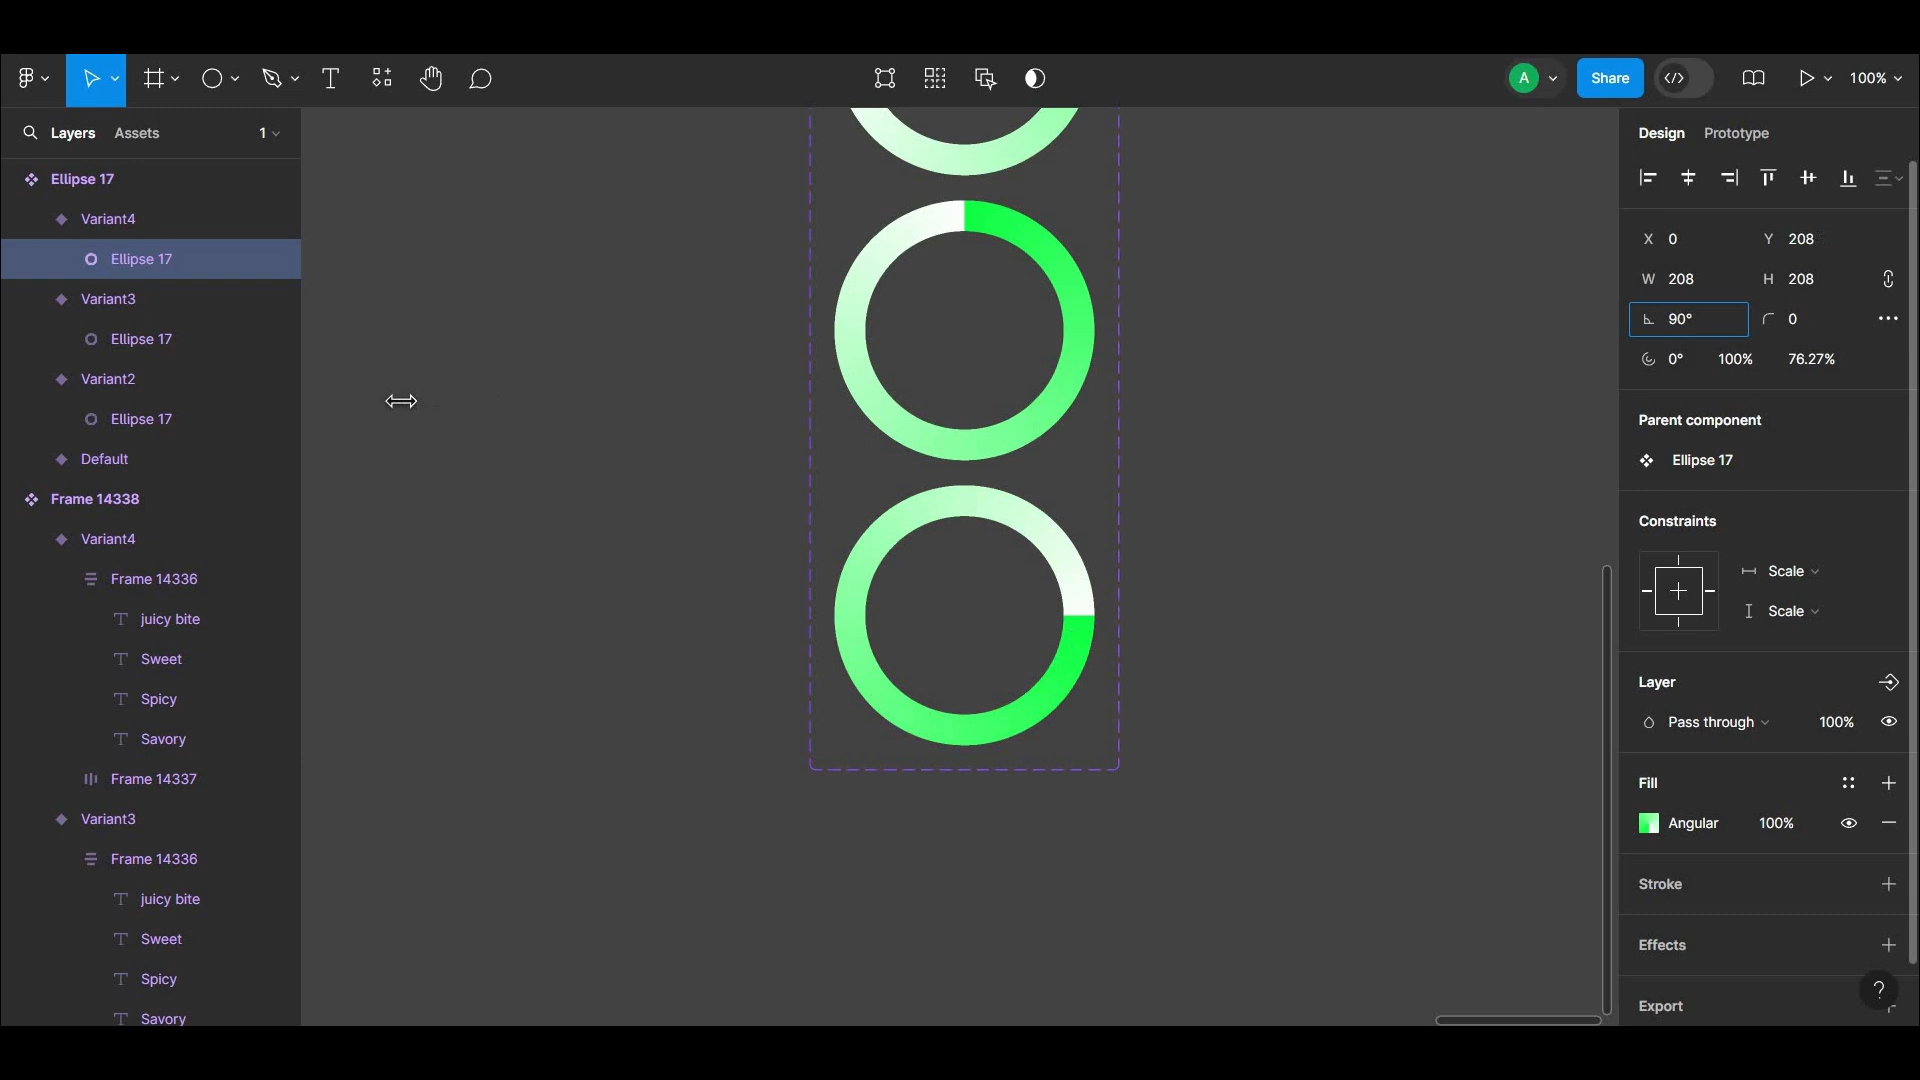 A
Share
100%
Layers
Assets
1
Design
Prototype
Ellipse 17
Variant4
Ellipse 17
Variant3
Ellipse 17
Variant2
Ellipse 17
Default
Frame 14338
Variant4
Frame 14336
juicy bite
Sweet
Spicy
Savory
Frame 14337
Variant3
Frame 14336
juicy bite
Sweet
Spicy
Savory
X 0
Y 208
W 208
H 208
90°
0
0°
100%
76.27%
Parent component
Ellipse 17
Constraints
Scale
Scale
Layer
Pass through
100%
Fill
Angular
100%
Stroke
Effects
Export
?